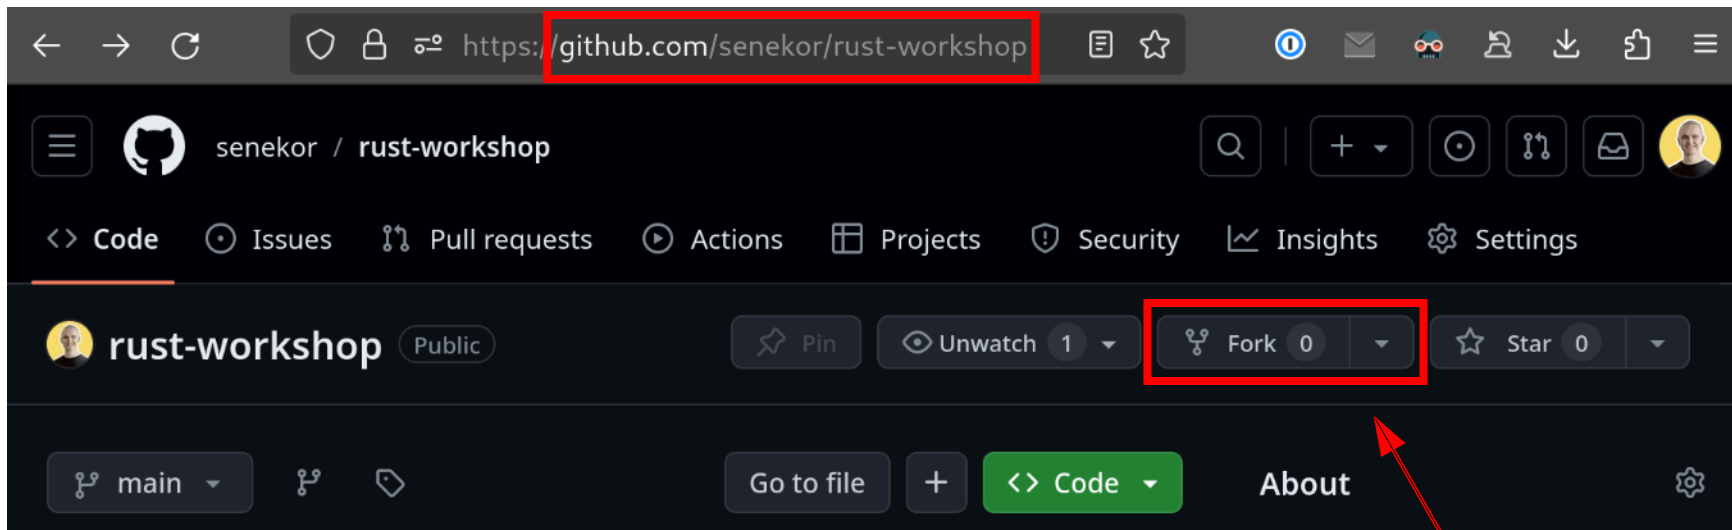 https://github.com/senekor/rust-workshop
senekor / rust-workshop
Code Issues Pull requests Actions Projects Security Insights Settings
rust-workshop Public Pin Unwatch 1 Fork 0 Star 0
main Go to file Code About